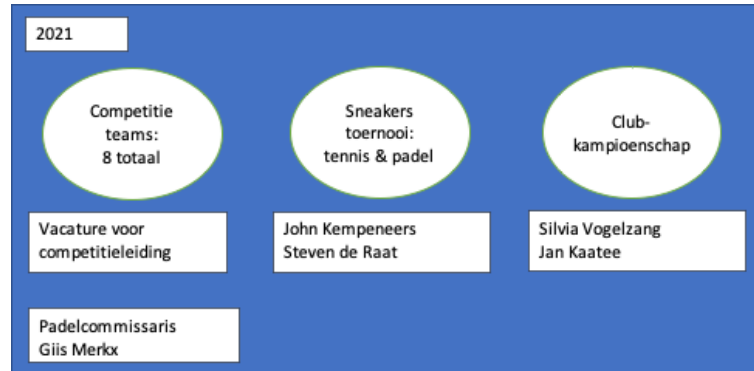 2021
Competitie
teams:
8 totaal
Sneakers
toernooi:
tennis & padel
Club-
kampioenschap
Vacature voor
competitieleiding
John Kempeneers
Steven de Raat
Silvia Vogelzang
Jan Kaatee
Padelcommissaris
Giis Merkx